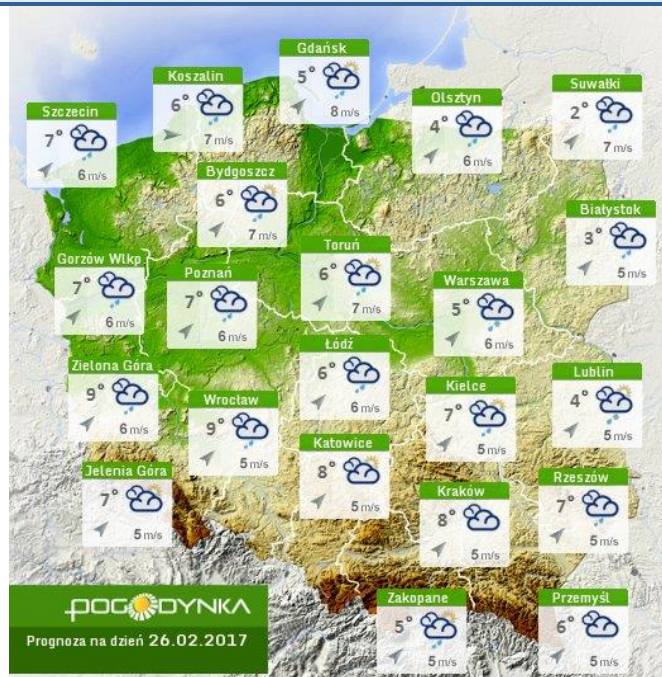 Gdańsk
5°
8 m/s
Koszalin
6°
7 m/s
Suwałki
2°
7 m/s
Olsztyn
4°
6 m/s
Szczecin
7°
6 m/s
Bydgoszcz
6°
7 m/s
Białystok
3°
5 m/s
Toruń
6°
7 m/s
Gorzów Wlkp
7°
6 m/s
Poznań
7°
6 m/s
Warszawa
5°
6 m/s
Łódź
6°
6 m/s
Zielona Góra
9°
6 m/s
Lublin
4°
5 m/s
Kielce
7°
5 m/s
Wrocław
9°
5 m/s
Katowice
8°
5 m/s
Jelenia Góra
7°
5 m/s
Rzeszów
7°
5 m/s
Kraków
8°
5 m/s
Zakopane
5°
5 m/s
Przemyśl
6°
5 m/s
POGODYNKA
Prognoza na dzień 26.02.2017